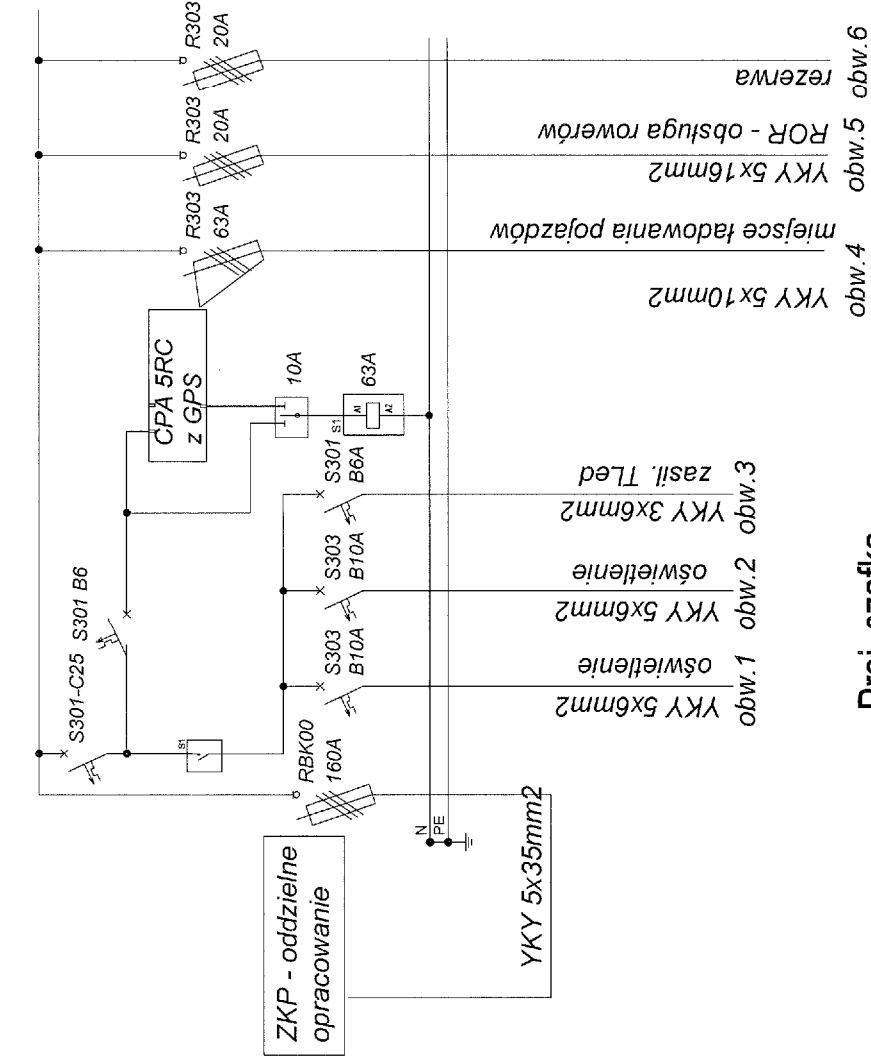 ZKP - oddzielne
opracowanie
YKY 5x35mm2
RBK00
160A
N
PE
S301-C25
S301 B6
S1
CPA 5RC
z GPS
10A
S1
A1
A2
63A
S303
B10A
S303
B10A
S301
B6A
R303
63A
R303
20A
R303
20A
YKY 5x6mm2
oświetlenie
obw.1
YKY 5x6mm2
oświetlenie
obw.2
YKY 3x6mm2
zasil. TLed
obw.3
YKY 5x10mm2
miejsce ładowania pojazdów
obw.4
YKY 5x16mm2
ROR - obsługa rowerów
obw.5
rezerwa
obw.6